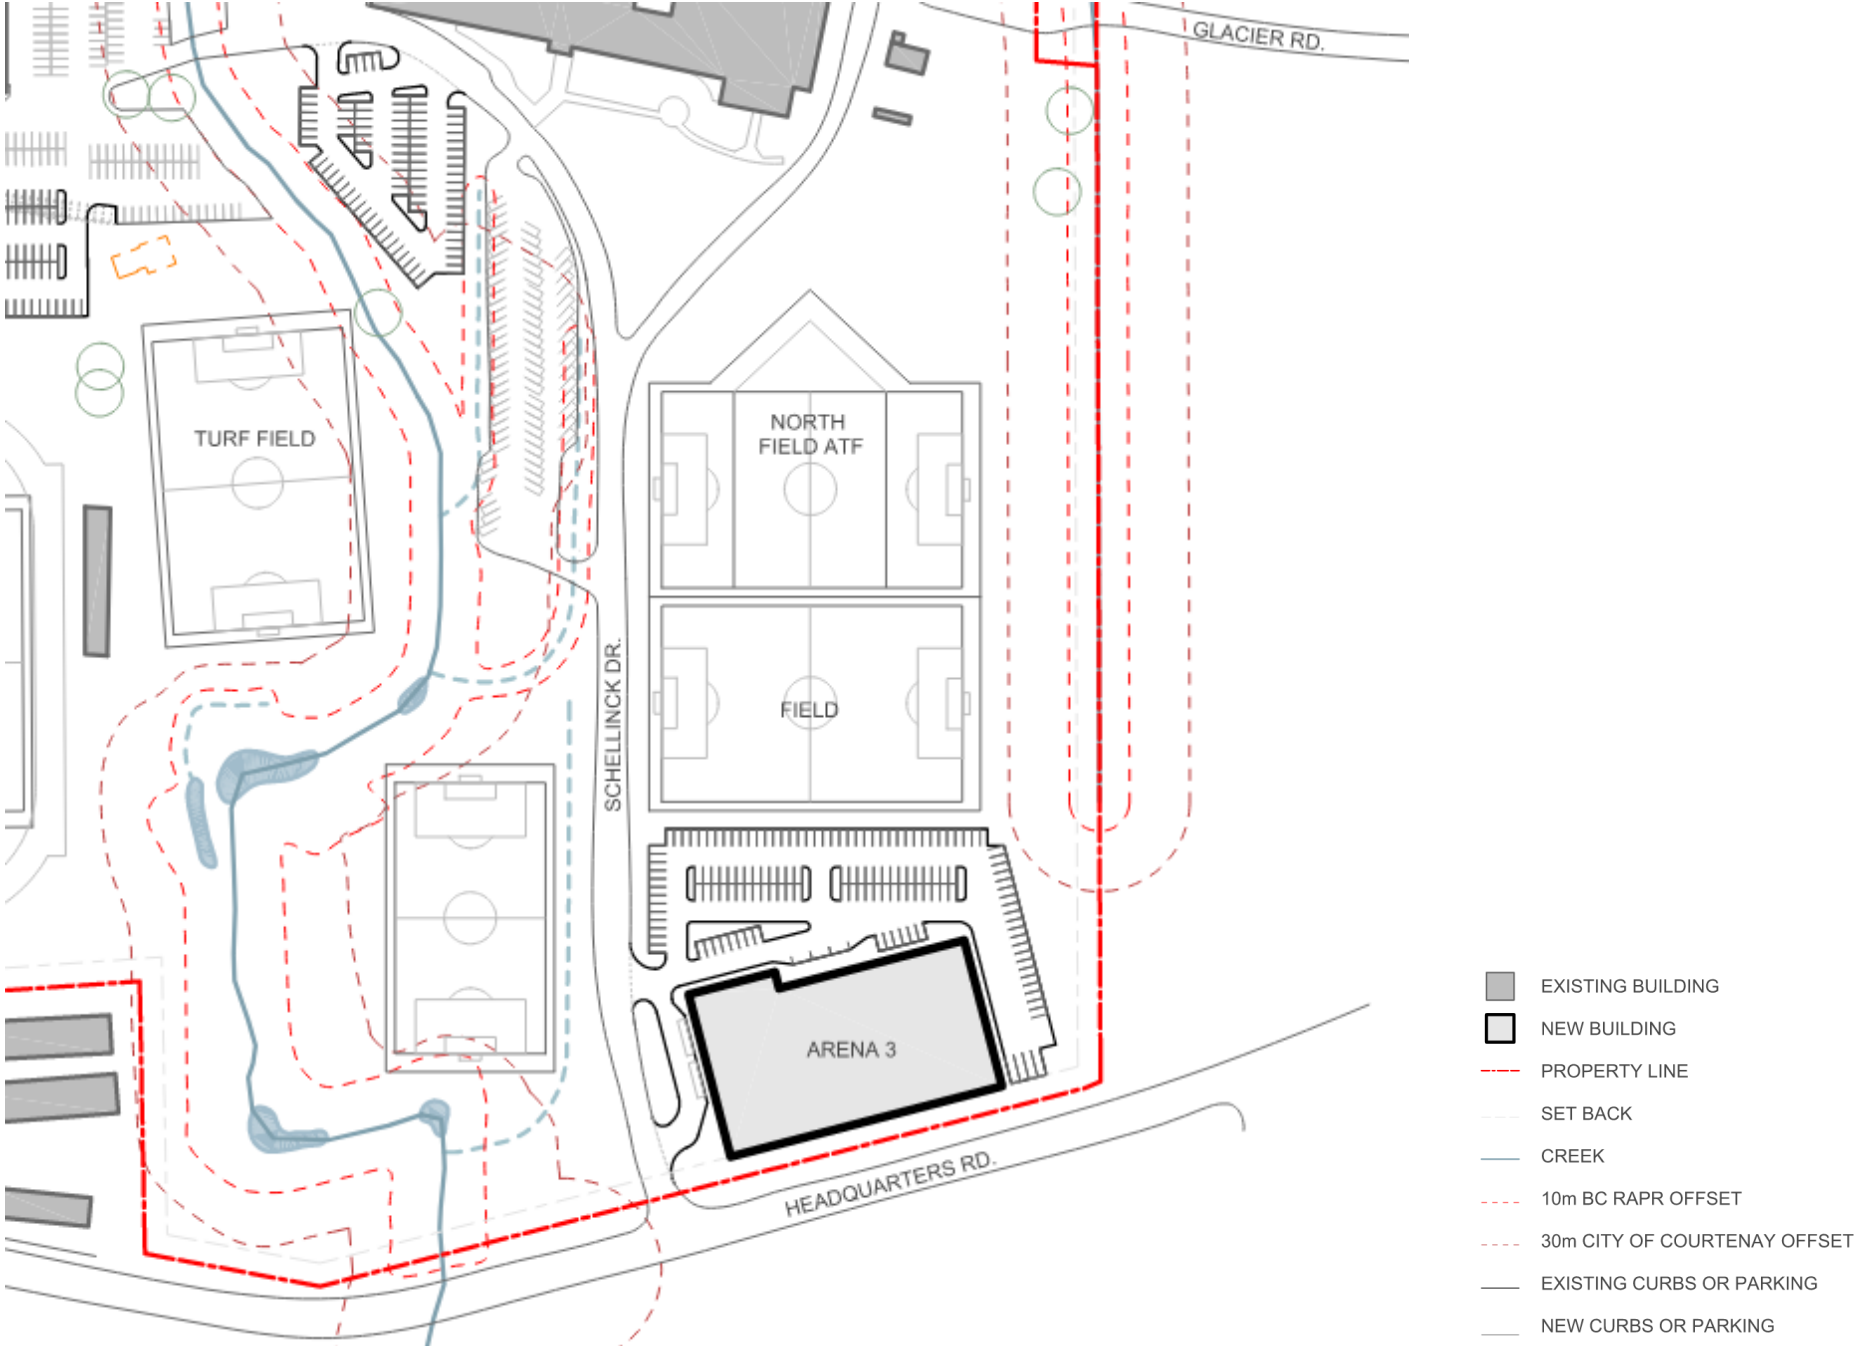 GLACIER RD.
TURF FIELD
NORTH
FIELD ATF
SCHELLINCK DR.
FIELD
ARENA 3
HEADQUARTERS RD.
EXISTING BUILDING
NEW BUILDING
PROPERTY LINE
SET BACK
CREEK
10m BC RAPR OFFSET
30m CITY OF COURTENAY OFFSET
EXISTING CURBS OR PARKING
NEW CURBS OR PARKING